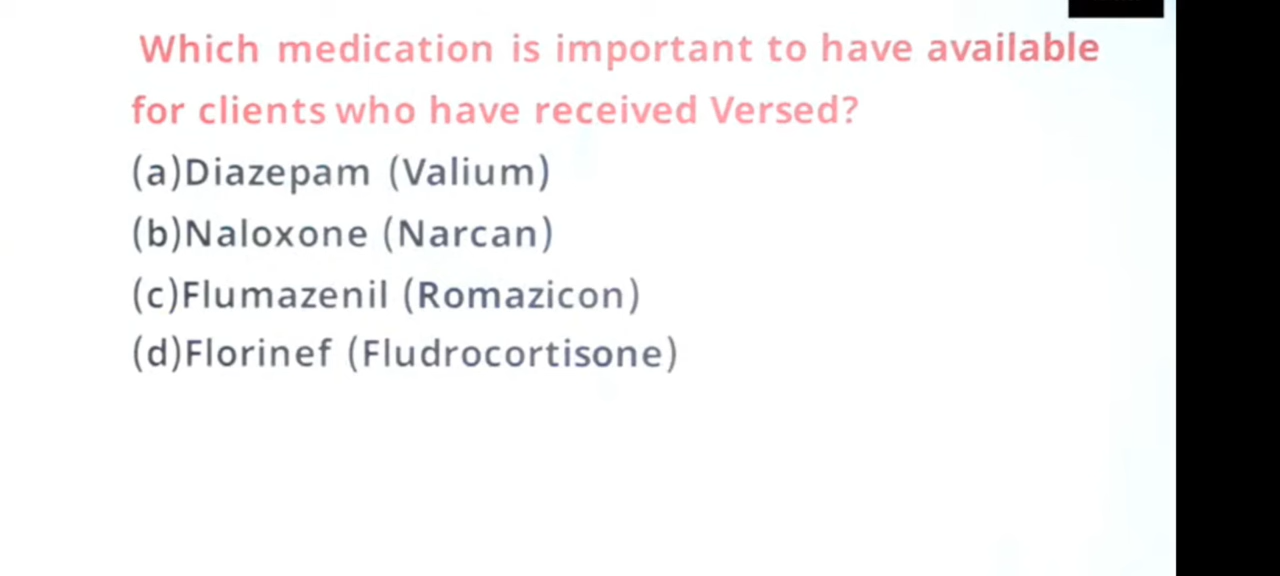 Which medication is important to have available
for clients who have received Versed?
(a)Diazepam (Valium)
(b)Naloxone (Narcan)
(c)Flumazenil (Romazicon)
(d)Florinef (Fludrocortisone)